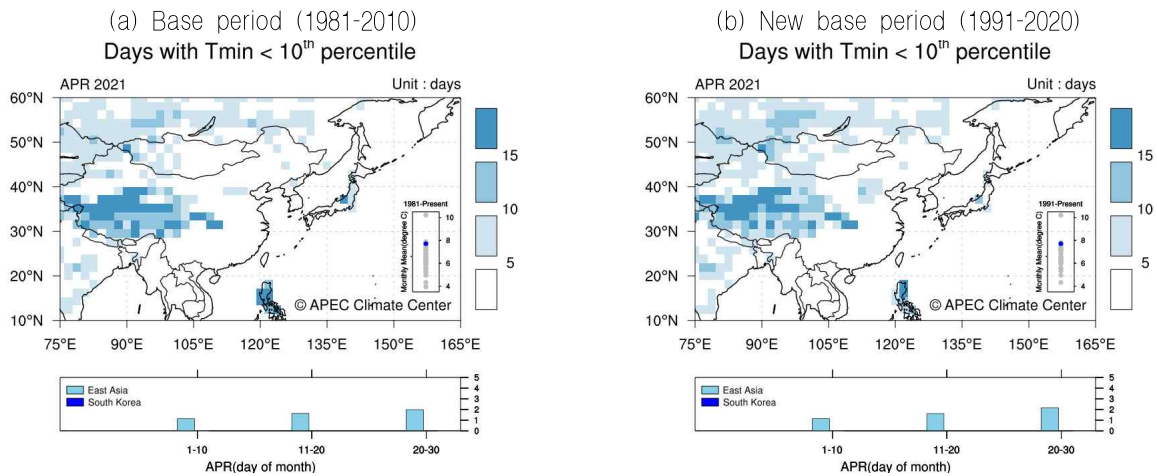 (a) Base period (1981-2010)
Days with Tmin < 10th percentile
APR 2021 Unit : days
60°N
50°N
40°N
30°N
20°N
10°N
75°E 90°E 105°E 120°E 135°E 150°E 165°E
15
10
5
1981-Present
Monthly Mean(degree C)
10
8
6
4
© APEC Climate Center
East Asia
South Korea
5
4
3
2
1
0
1-10 11-20 20-30
APR(day of month)
(b) New base period (1991-2020)
Days with Tmin < 10th percentile
APR 2021 Unit : days
60°N
50°N
40°N
30°N
20°N
10°N
75°E 90°E 105°E 120°E 135°E 150°E 165°E
15
10
5
1991-Present
Monthly Mean(degree C)
10
8
6
4
© APEC Climate Center
East Asia
South Korea
5
4
3
2
1
0
1-10 11-20 20-30
APR(day of month)